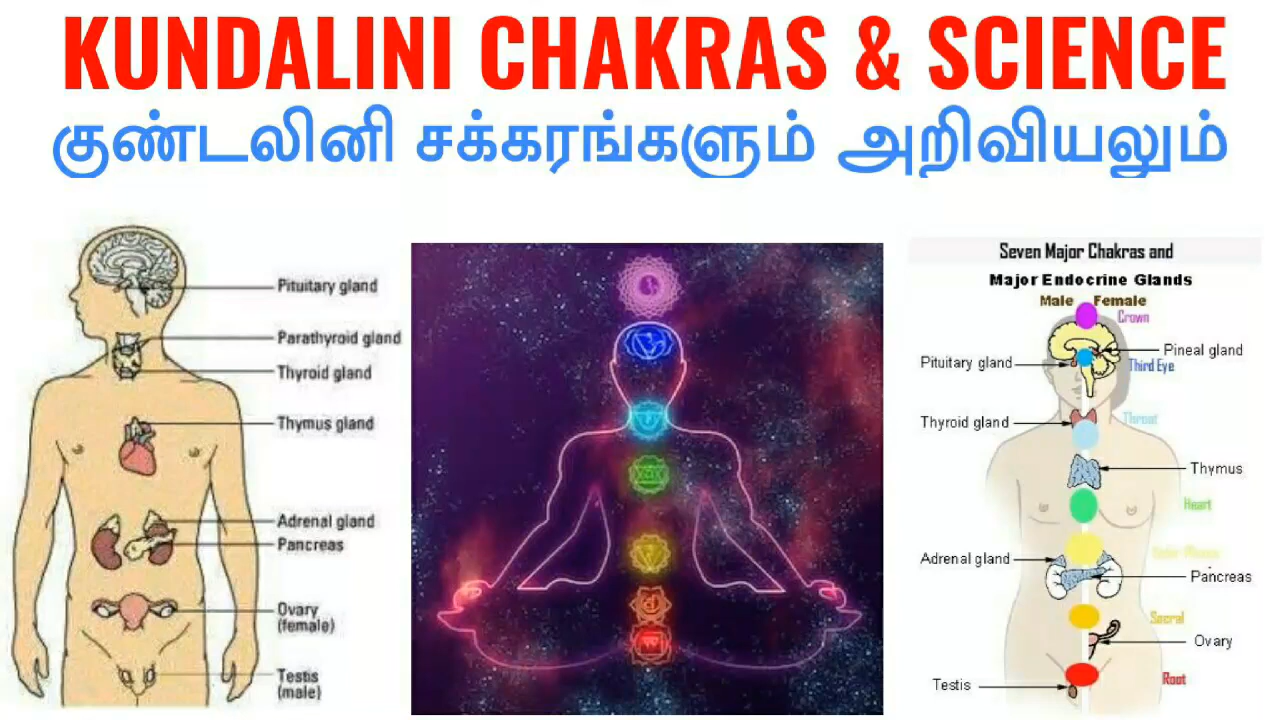 KUNDALINI CHAKRAS & SCIENCE
குண்டலினி சக்கரங்களும் அறிவியலும்
Pituitary gland
Parathyroid gland
Thyroid gland
Thymus gland
Adrenal gland
Pancreas
Ovary
(female)
Testis
(male)
Seven Major Chakras and
Major Endocrine Glands
Male Female
Crown
Pineal gland
Pituitary gland
Third Eye
Thyroid gland
Throat
Thymus
Heart
Adrenal gland
Pancreas
Sacral
Ovary
Root
Testis